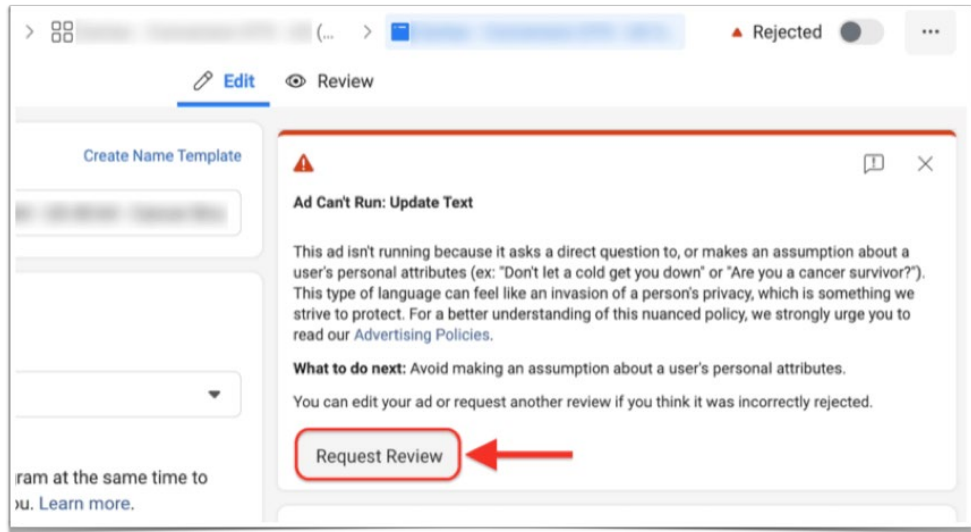 (...
Rejected
Edit
Review
Create Name Template
Ad Can't Run: Update Text
This ad isn't running because it asks a direct question to, or makes an assumption about a
user's personal attributes (ex: "Don't let a cold get you down" or "Are you a cancer survivor?").
This type of language can feel like an invasion of a person's privacy, which is something we
strive to protect. For a better understanding of this nuanced policy, we strongly urge you to
read our Advertising Policies.
What to do next: Avoid making an assumption about a user's personal attributes.
You can edit your ad or request another review if you think it was incorrectly rejected.
Request Review
ram at the same time to
ou. Learn more.